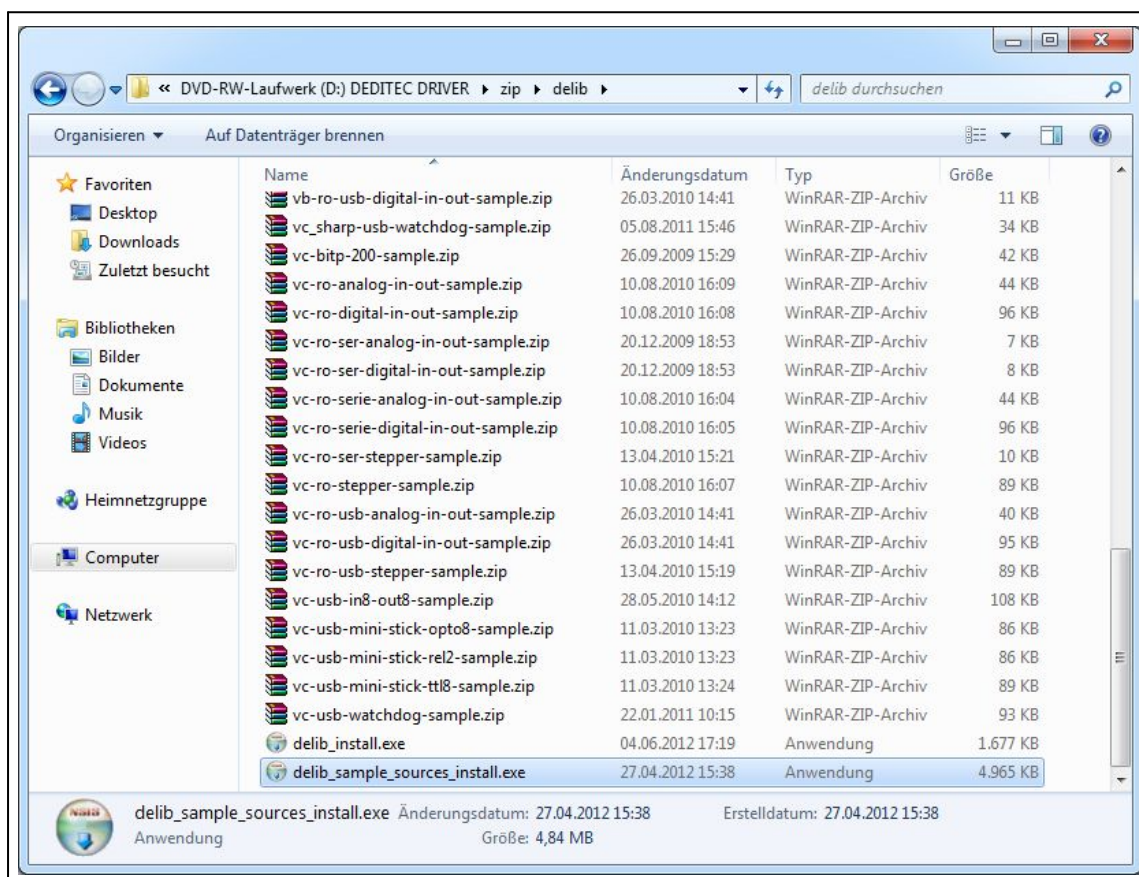 « DVD-RW-Laufwerk (D:) DEDITEC DRIVER ▸ zip ▸ delib ▸ delib durchsuchen
Organisieren ▾ Auf Datenträger brennen
Favoriten
Desktop
Downloads
Zuletzt besucht
Bibliotheken
Bilder
Dokumente
Musik
Videos
Heimnetzgruppe
Computer
Netzwerk
Name Änderungsdatum Typ Größe
vb-ro-usb-digital-in-out-sample.zip 26.03.2010 14:41 WinRAR-ZIP-Archiv 11 KB
vc_sharp-usb-watchdog-sample.zip 05.08.2011 15:46 WinRAR-ZIP-Archiv 34 KB
vc-bitp-200-sample.zip 26.09.2009 15:29 WinRAR-ZIP-Archiv 42 KB
vc-ro-analog-in-out-sample.zip 10.08.2010 16:09 WinRAR-ZIP-Archiv 44 KB
vc-ro-digital-in-out-sample.zip 10.08.2010 16:08 WinRAR-ZIP-Archiv 96 KB
vc-ro-ser-analog-in-out-sample.zip 20.12.2009 18:53 WinRAR-ZIP-Archiv 7 KB
vc-ro-ser-digital-in-out-sample.zip 20.12.2009 18:53 WinRAR-ZIP-Archiv 8 KB
vc-ro-serie-analog-in-out-sample.zip 10.08.2010 16:04 WinRAR-ZIP-Archiv 44 KB
vc-ro-serie-digital-in-out-sample.zip 10.08.2010 16:05 WinRAR-ZIP-Archiv 96 KB
vc-ro-ser-stepper-sample.zip 13.04.2010 15:21 WinRAR-ZIP-Archiv 10 KB
vc-ro-stepper-sample.zip 10.08.2010 16:07 WinRAR-ZIP-Archiv 89 KB
vc-ro-usb-analog-in-out-sample.zip 26.03.2010 14:41 WinRAR-ZIP-Archiv 40 KB
vc-ro-usb-digital-in-out-sample.zip 26.03.2010 14:41 WinRAR-ZIP-Archiv 95 KB
vc-ro-usb-stepper-sample.zip 13.04.2010 15:19 WinRAR-ZIP-Archiv 89 KB
vc-usb-in8-out8-sample.zip 28.05.2010 14:12 WinRAR-ZIP-Archiv 108 KB
vc-usb-mini-stick-opto8-sample.zip 11.03.2010 13:23 WinRAR-ZIP-Archiv 86 KB
vc-usb-mini-stick-rel2-sample.zip 11.03.2010 13:23 WinRAR-ZIP-Archiv 86 KB
vc-usb-mini-stick-ttl8-sample.zip 11.03.2010 13:24 WinRAR-ZIP-Archiv 89 KB
vc-usb-watchdog-sample.zip 22.01.2011 10:15 WinRAR-ZIP-Archiv 93 KB
delib_install.exe 04.06.2012 17:19 Anwendung 1.677 KB
delib_sample_sources_install.exe 27.04.2012 15:38 Anwendung 4.965 KB
delib_sample_sources_install.exe Änderungsdatum: 27.04.2012 15:38 Erstelldatum: 27.04.2012 15:38
Anwendung Größe: 4,84 MB